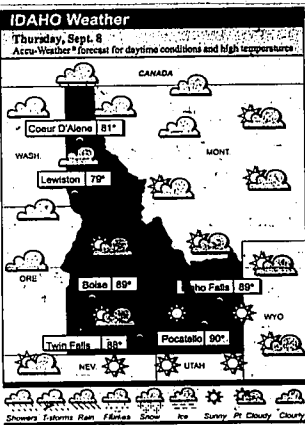 IDAHO Weather
Thursday, Sept. 8
Accu-Weather® forecast for daytime conditions and high temperatures
CANADA
Coeur D'Alene 81°
WASH.
MONT.
Lewiston 79°
ORE
Boise 89°
Idaho Falls 89°
WYO
Twin Falls 88°
Pocatello 90°
NEV.
UTAH
Showers T-storms Rain Flurries Snow Ice Sunny Pt. Cloudy Cloudy